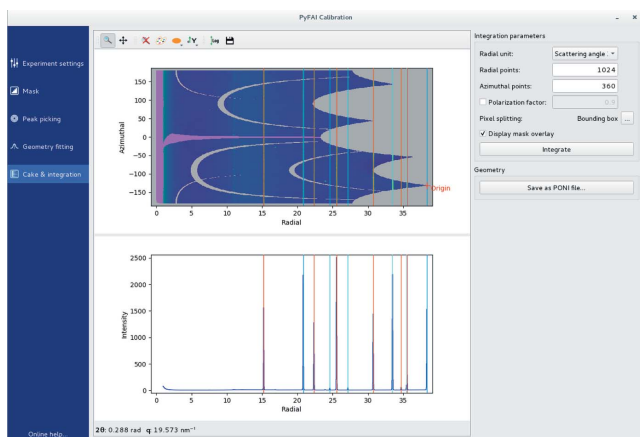 PyFAI Calibration
Experiment settings
Mask
Peak picking
Geometry fitting
Cake & integration
Online help...
150
100
50
0
−50
−100
−150
Azimuthal
0 5 10 15 20 25 30 35
Radial
Origin
2500
2000
1500
1000
500
0
Intensity
0 5 10 15 20 25 30 35
Radial
2θ: 0.288 rad q: 19.573 nm⁻¹
Integration parameters
Radial unit: Scattering angle
Radial points: 1024
Azimuthal points: 360
Polarization factor: 0.9
Pixel splitting: Bounding box ...
Display mask overlay
Integrate
Geometry
Save as PONI file...